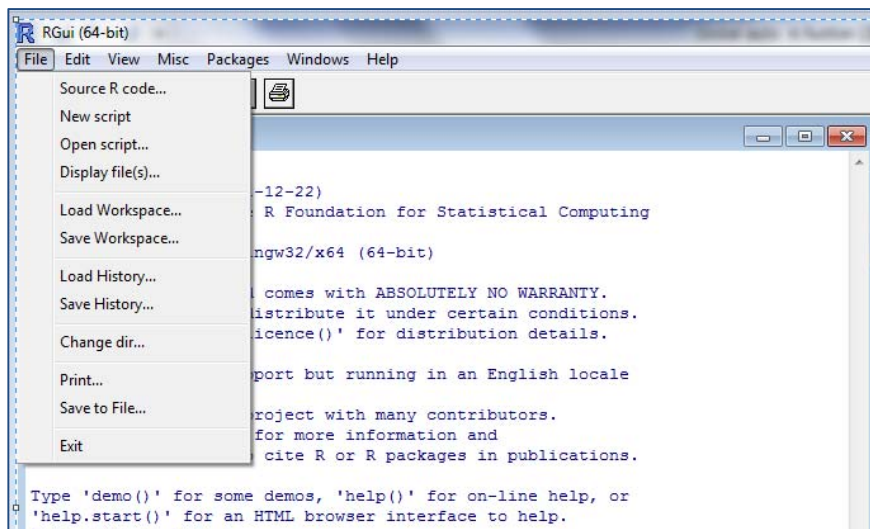 RGui (64-bit)
File Edit View Misc Packages Windows Help
Source R code...
New script
Open script...
Display file(s)...
Load Workspace...
Save Workspace...
Load History...
Save History...
Change dir...
Print...
Save to File...
Exit
-12-22)
R Foundation for Statistical Computing
ngw32/x64 (64-bit)
comes with ABSOLUTELY NO WARRANTY.
distribute it under certain conditions.
icence()' for distribution details.
pport but running in an English locale
roject with many contributors.
for more information and
cite R or R packages in publications.
Type 'demo()' for some demos, 'help()' for on-line help, or
'help.start()' for an HTML browser interface to help.